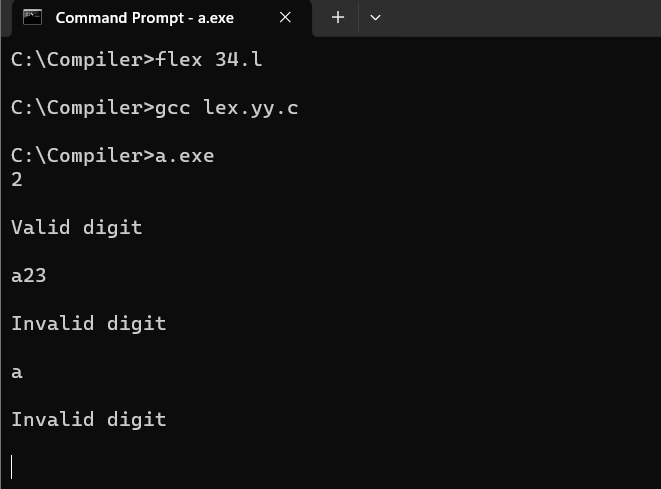 Command Prompt - a.exe
C:\Compiler>flex 34.l
C:\Compiler>gcc lex.yy.c
C:\Compiler>a.exe
2
Valid digit
a23
Invalid digit
a
Invalid digit